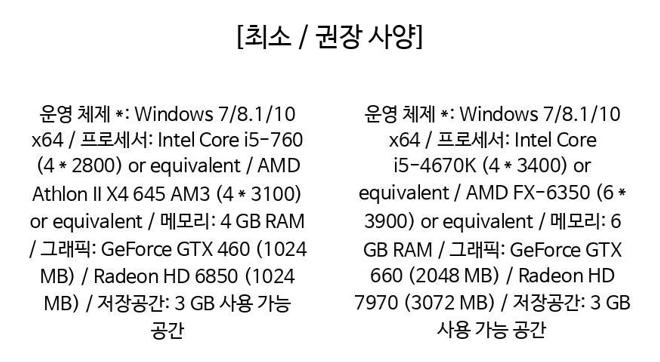 [최소 / 권장 사양]
운영 체제 *: Windows 7/8.1/10
x64 / 프로세서: Intel Core i5-760
(4 * 2800) or equivalent / AMD
Athlon II X4 645 AM3 (4 * 3100)
or equivalent / 메모리: 4 GB RAM
/ 그래픽: GeForce GTX 460 (1024
MB) / Radeon HD 6850 (1024
MB) / 저장공간: 3 GB 사용 가능
공간
운영 체제 *: Windows 7/8.1/10
x64 / 프로세서: Intel Core
i5-4670K (4 * 3400) or
equivalent / AMD FX-6350 (6 *
3900) or equivalent / 메모리: 6
GB RAM / 그래픽: GeForce GTX
660 (2048 MB) / Radeon HD
7970 (3072 MB) / 저장공간: 3 GB
사용 가능 공간